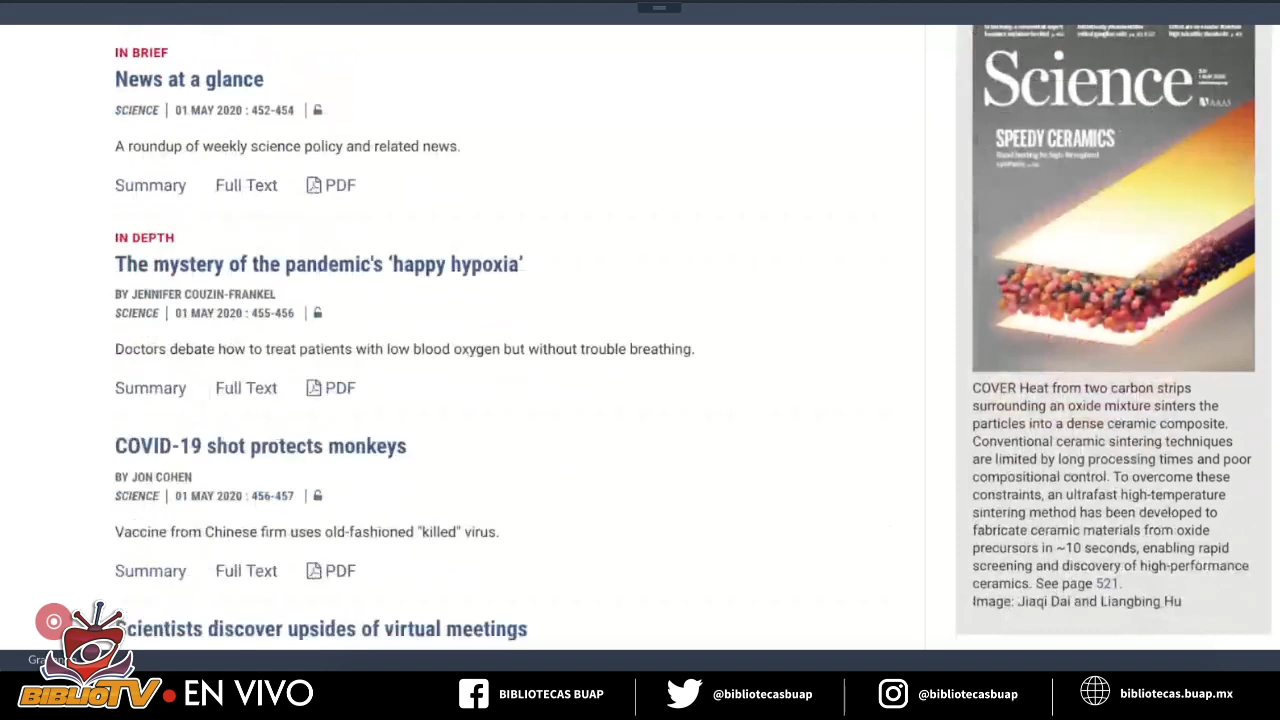 IN BRIEF
News at a glance
SCIENCE | 01 MAY 2020 : 452-454 |
A roundup of weekly science policy and related news.
Summary Full Text PDF
IN DEPTH
The mystery of the pandemic's ‘happy hypoxia’
BY JENNIFER COUZIN-FRANKEL
SCIENCE | 01 MAY 2020 : 455-456 |
Doctors debate how to treat patients with low blood oxygen but without trouble breathing.
Summary Full Text PDF
COVID-19 shot protects monkeys
BY JON COHEN
SCIENCE | 01 MAY 2020 : 456-457 |
Vaccine from Chinese firm uses old-fashioned "killed" virus.
Summary Full Text PDF
Scientists discover upsides of virtual meetings
Science
AAAS
SPEEDY CERAMICS
COVER Heat from two carbon strips
surrounding an oxide mixture sinters the
particles into a dense ceramic composite.
Conventional ceramic sintering techniques
are limited by long processing times and poor
compositional control. To overcome these
constraints, an ultrafast high-temperature
sintering method has been developed to
fabricate ceramic materials from oxide
precursors in ~10 seconds, enabling rapid
screening and discovery of high-performance
ceramics. See page 521.
Image: Jiaqi Dai and Liangbing Hu
BIBLIOTV • EN VIVO
BIBLIOTECAS BUAP
@bibliotecasbuap
@bibliotecasbuap
bibliotecas.buap.mx